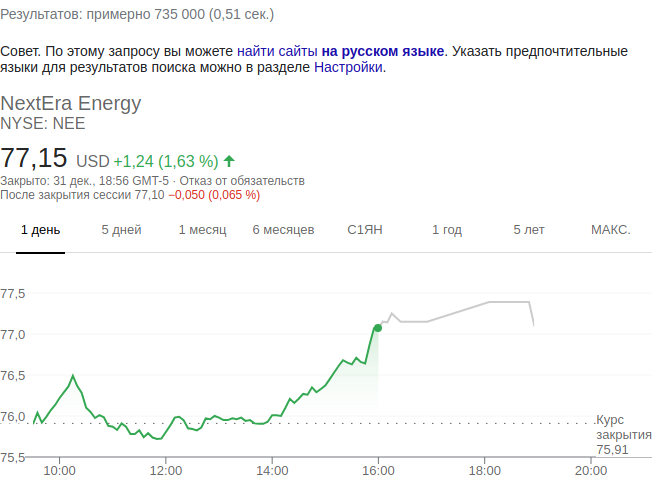 Результатов: примерно 735 000 (0,51 сек.)
Совет. По этому запросу вы можете найти сайты на русском языке. Указать предпочтительные
языки для результатов поиска можно в разделе Настройки.
NextEra Energy
NYSE: NEE
77,15 USD +1,24 (1,63 %)
Закрыто: 31 дек., 18:56 GMT-5 · Отказ от обязательств
После закрытия сессии 77,10 −0,050 (0,065 %)
1 день 5 дней 1 месяц 6 месяцев С1ЯН 1 год 5 лет МАКС.
77,5
77,0
76,5
76,0
Курс
закрытия
75,91
75,5
10:00 12:00 14:00 16:00 18:00 20:00